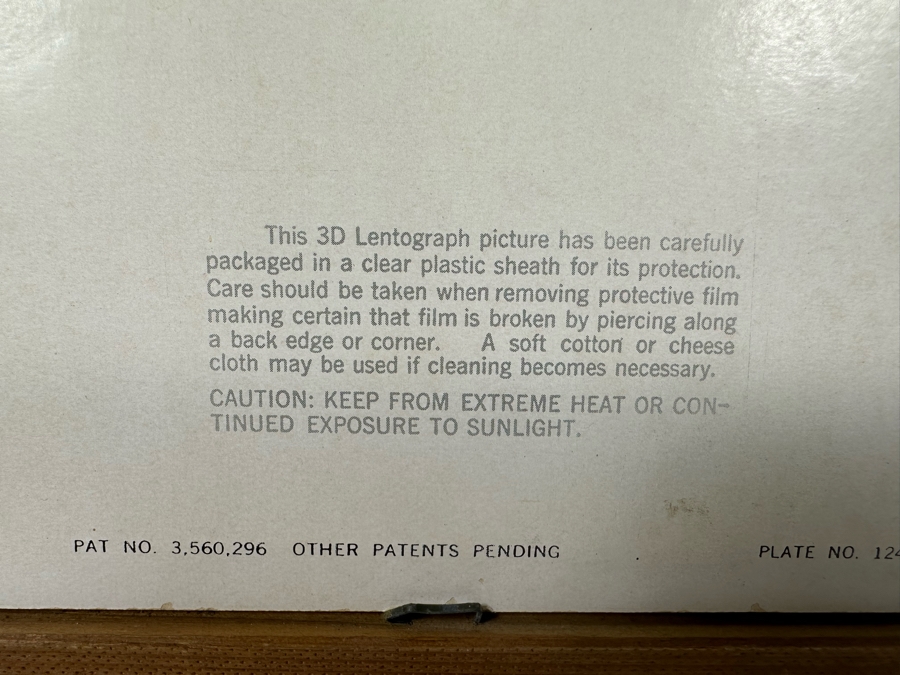 This 3D Lentograph picture has been carefully
packaged in a clear plastic sheath for its protection.
Care should be taken when removing protective film
making certain that film is broken by piercing along
a back edge or corner. A soft cotton or cheese
cloth may be used if cleaning becomes necessary.
CAUTION: KEEP FROM EXTREME HEAT OR CON-
TINUED EXPOSURE TO SUNLIGHT.
PAT NO. 3,560,296 OTHER PATENTS PENDING PLATE NO.